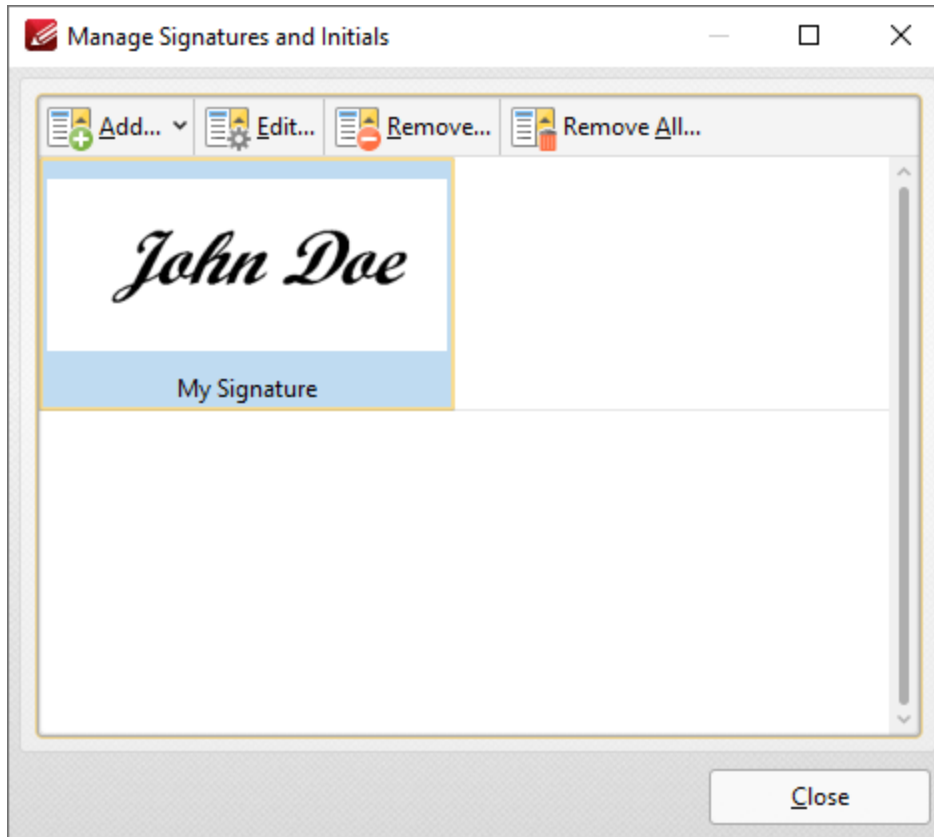 Manage Signatures and Initials
Add... Edit... Remove... Remove All...
John Doe
My Signature
Close